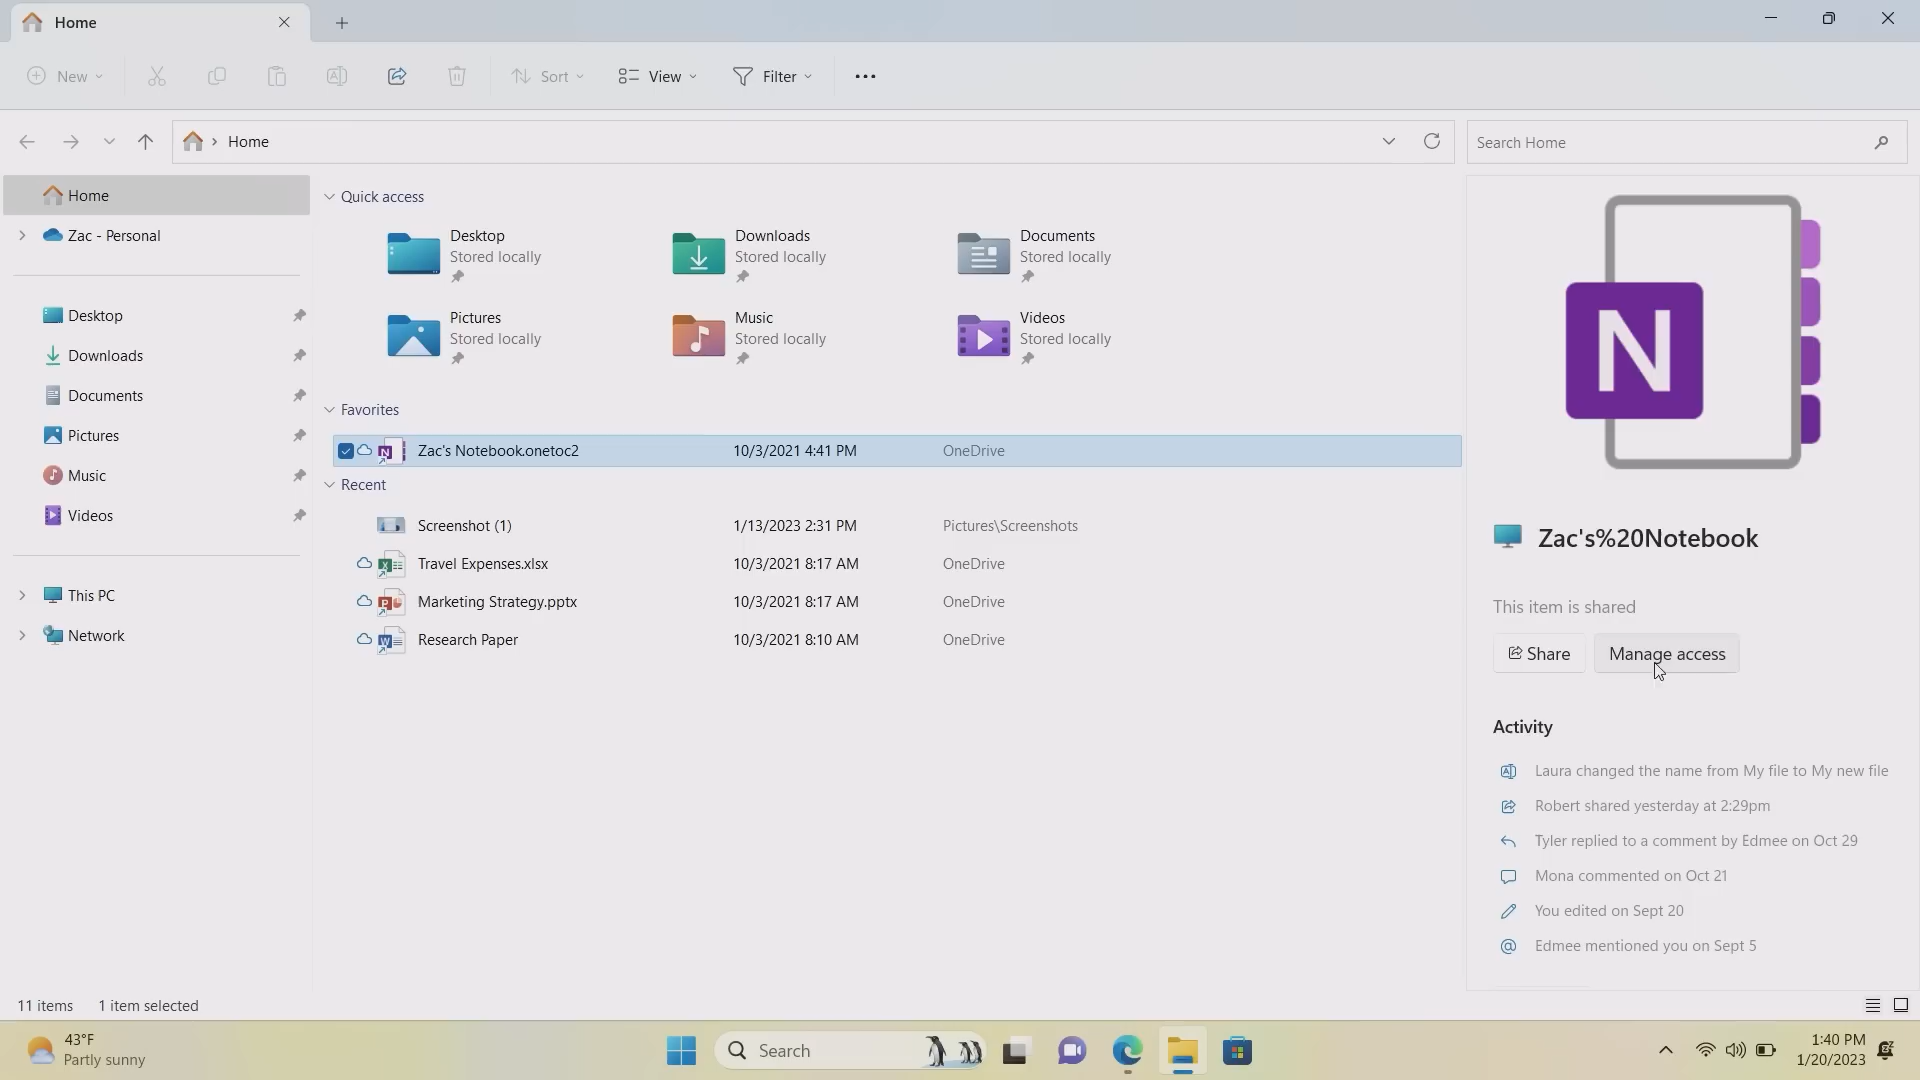 Home
New
Sort
View
Filter
Home
Search Home
Home
Zac - Personal
Desktop
Downloads
Documents
Pictures
Music
Videos
This PC
Network
Quick access
Desktop
Stored locally
Downloads
Stored locally
Documents
Stored locally
Pictures
Stored locally
Music
Stored locally
Videos
Stored locally
Favorites
Zac's Notebook.onetoc2 10/3/2021 4:41 PM OneDrive
Recent
Screenshot (1) 1/13/2023 2:31 PM Pictures\Screenshots
Travel Expenses.xlsx 10/3/2021 8:17 AM OneDrive
Marketing Strategy.pptx 10/3/2021 8:17 AM OneDrive
Research Paper 10/3/2021 8:10 AM OneDrive
N
Zac's%20Notebook
This item is shared
Share Manage access
Activity
Laura changed the name from My file to My new file
Robert shared yesterday at 2:29pm
Tyler replied to a comment by Edmee on Oct 29
Mona commented on Oct 21
You edited on Sept 20
Edmee mentioned you on Sept 5
11 items 1 item selected
43°F
Partly sunny
Search
1:40 PM
1/20/2023